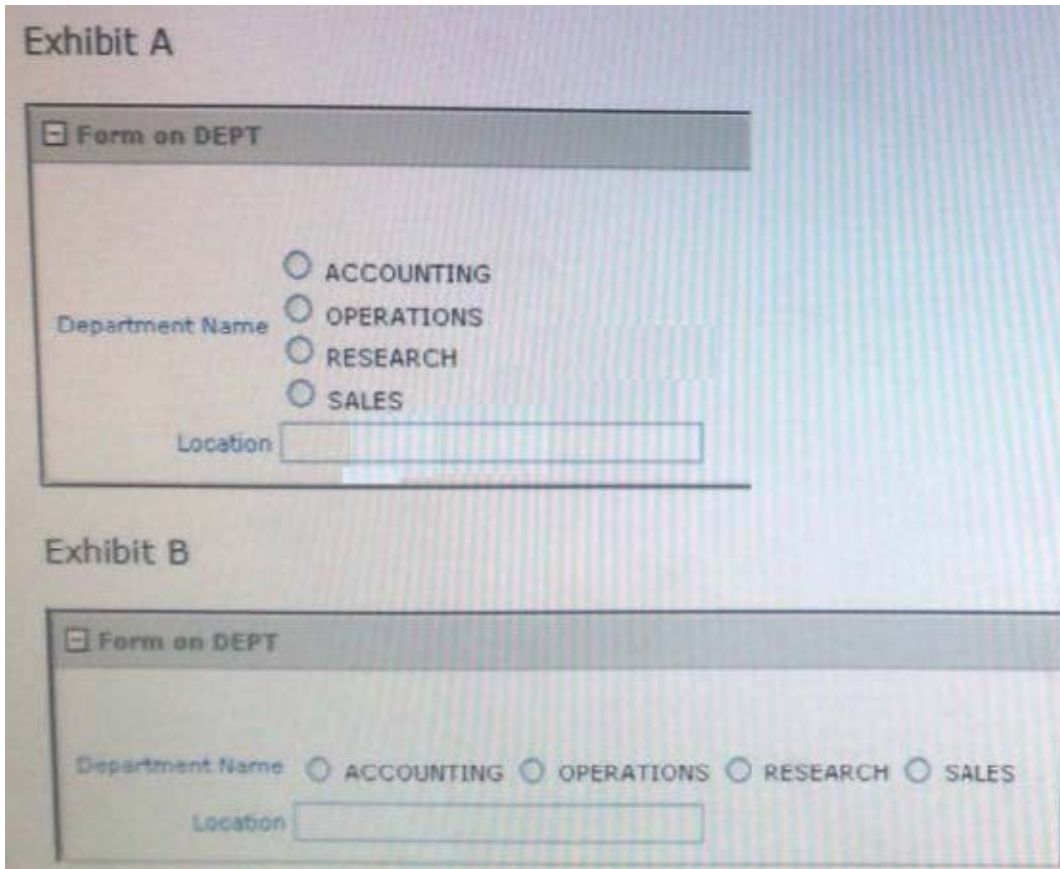 Exhibit A
Form on DEPT
Department Name
ACCOUNTING
OPERATIONS
RESEARCH
SALES
Location
Exhibit B
Form on DEPT
Department Name ACCOUNTING OPERATIONS RESEARCH SALES
Location